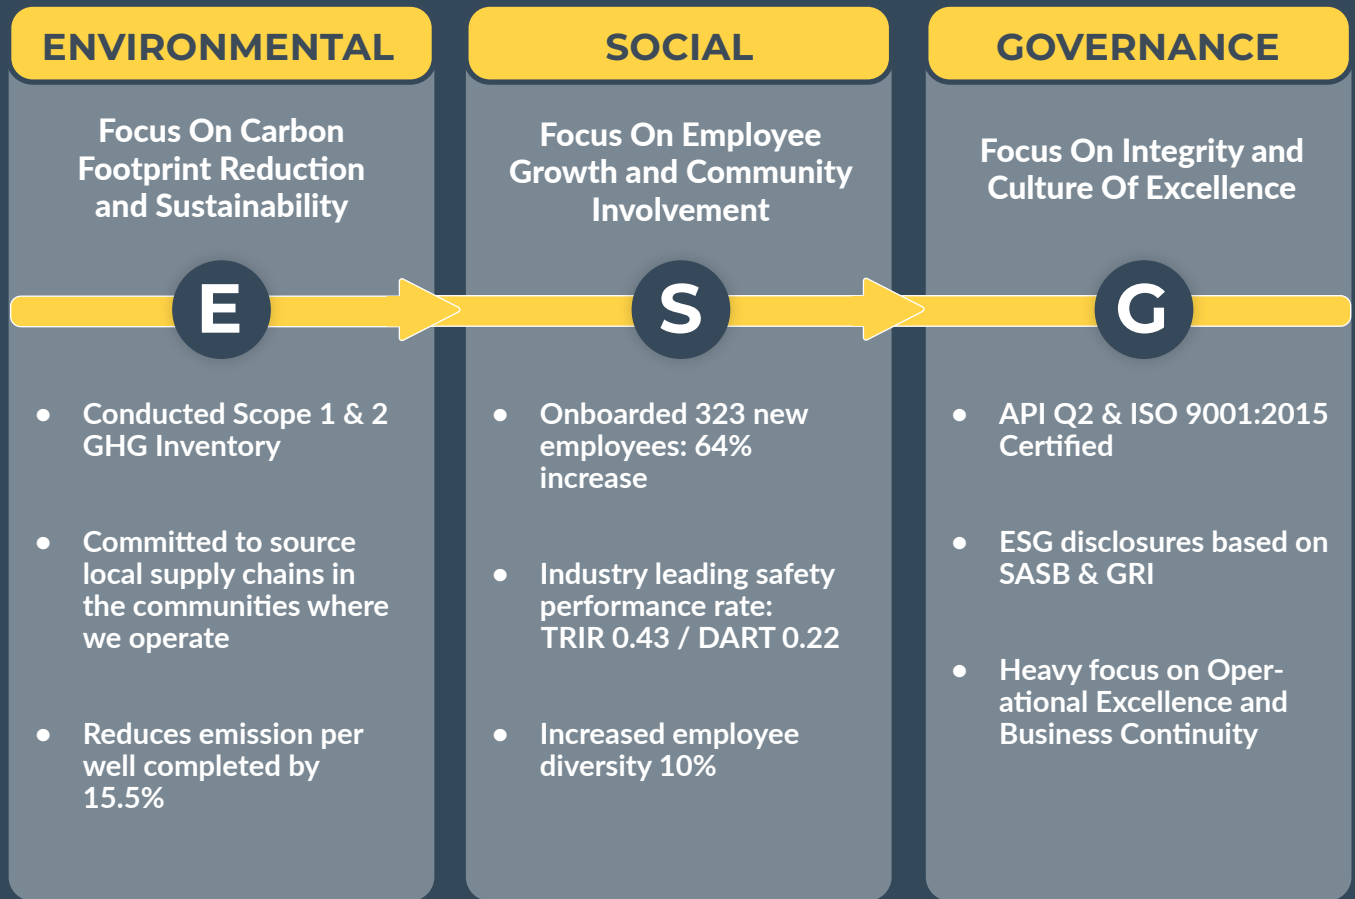 ENVIRONMENTAL
Focus On Carbon
Footprint Reduction
and Sustainability
E
● Conducted Scope 1 & 2
GHG Inventory
● Committed to source
local supply chains in
the communities where
we operate
● Reduces emission per
well completed by
15.5%
SOCIAL
Focus On Employee
Growth and Community
Involvement
S
● Onboarded 323 new
employees: 64%
increase
● Industry leading safety
performance rate:
TRIR 0.43 / DART 0.22
● Increased employee
diversity 10%
GOVERNANCE
Focus On Integrity and
Culture Of Excellence
G
● API Q2 & ISO 9001:2015
Certified
● ESG disclosures based on
SASB & GRI
● Heavy focus on Oper-
ational Excellence and
Business Continuity